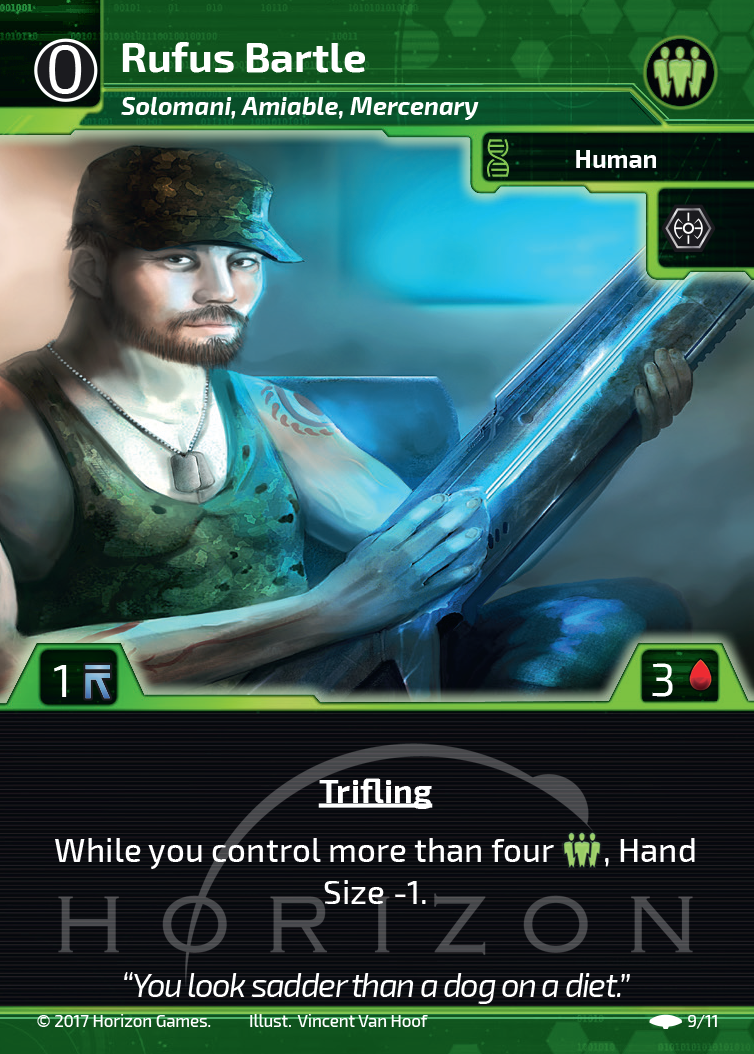 0
Rufus Bartle
Solomani, Amiable, Mercenary
Human
1
3
Trifling
While you control more than four , Hand
Size -1.
HORIZON
“You look sadder than a dog on a diet.”
© 2017 Horizon Games. Illust. Vincent Van Hoof 9/11